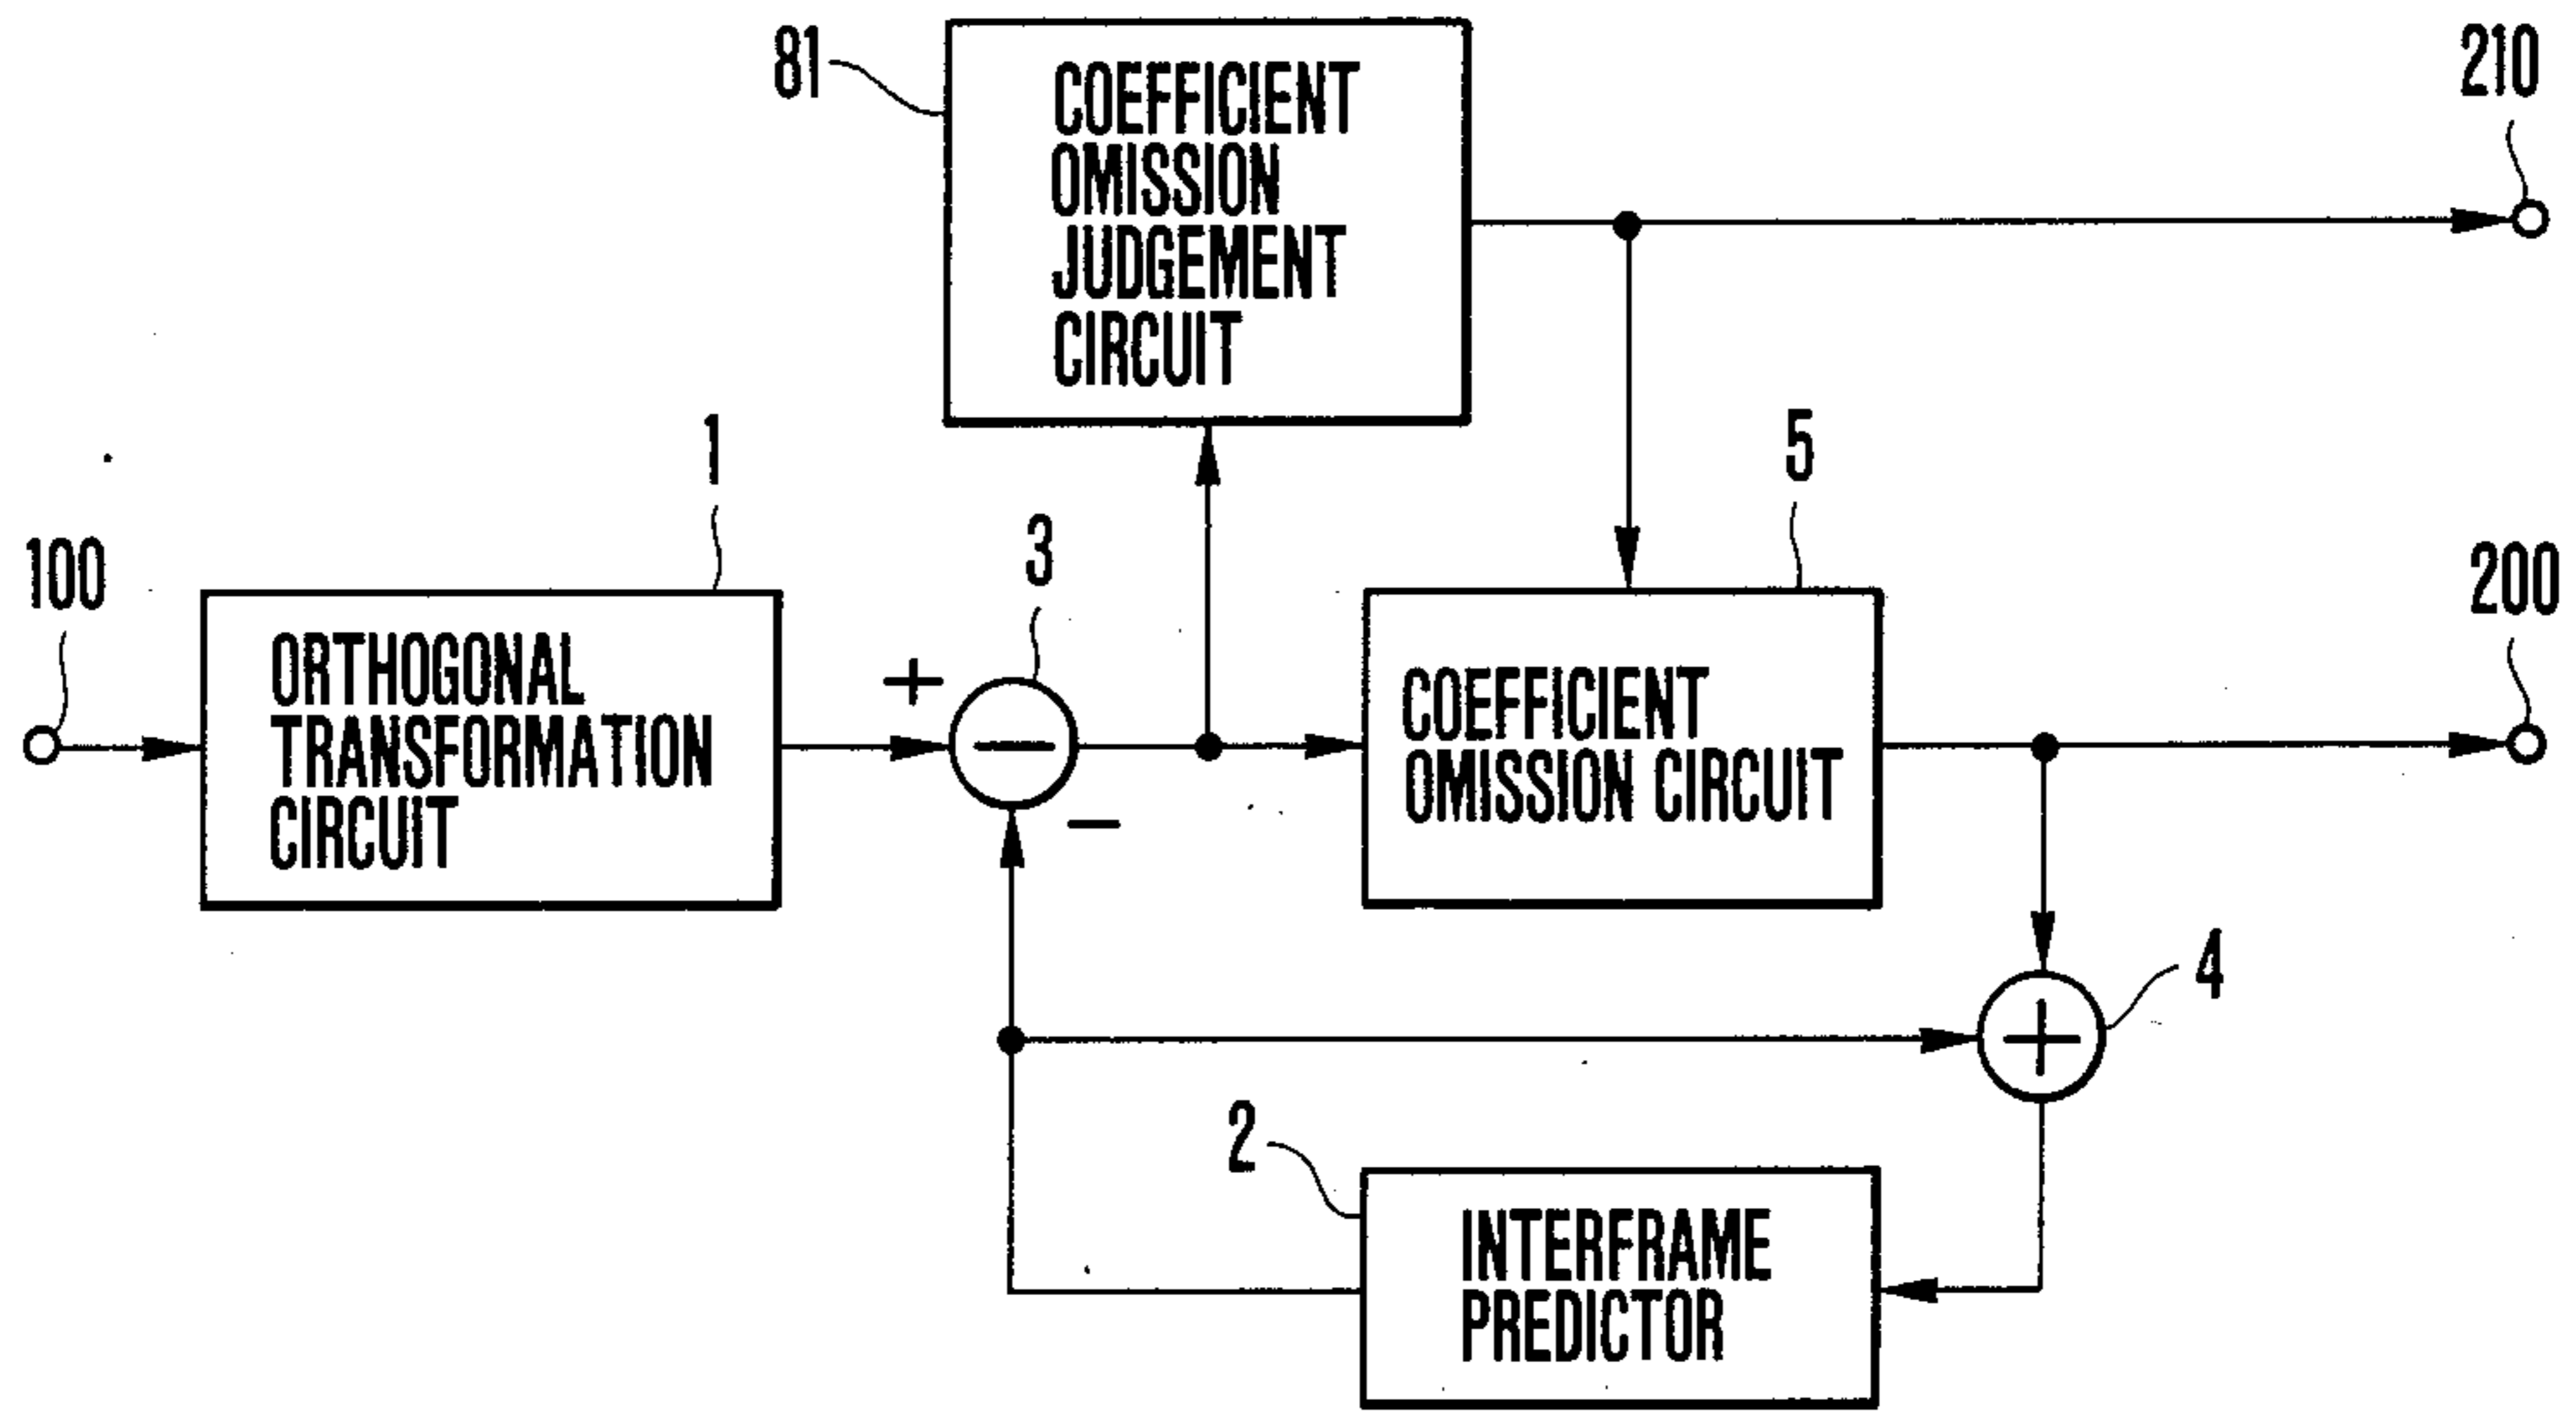 81
COEFFICIENT
OMISSION
JUDGEMENT
CIRCUIT
210
1
100
ORTHOGONAL
TRANSFORMATION
CIRCUIT
3
+
−
−
5
COEFFICIENT
OMISSION CIRCUIT
200
4
+
2
INTERFRAME
PREDICTOR